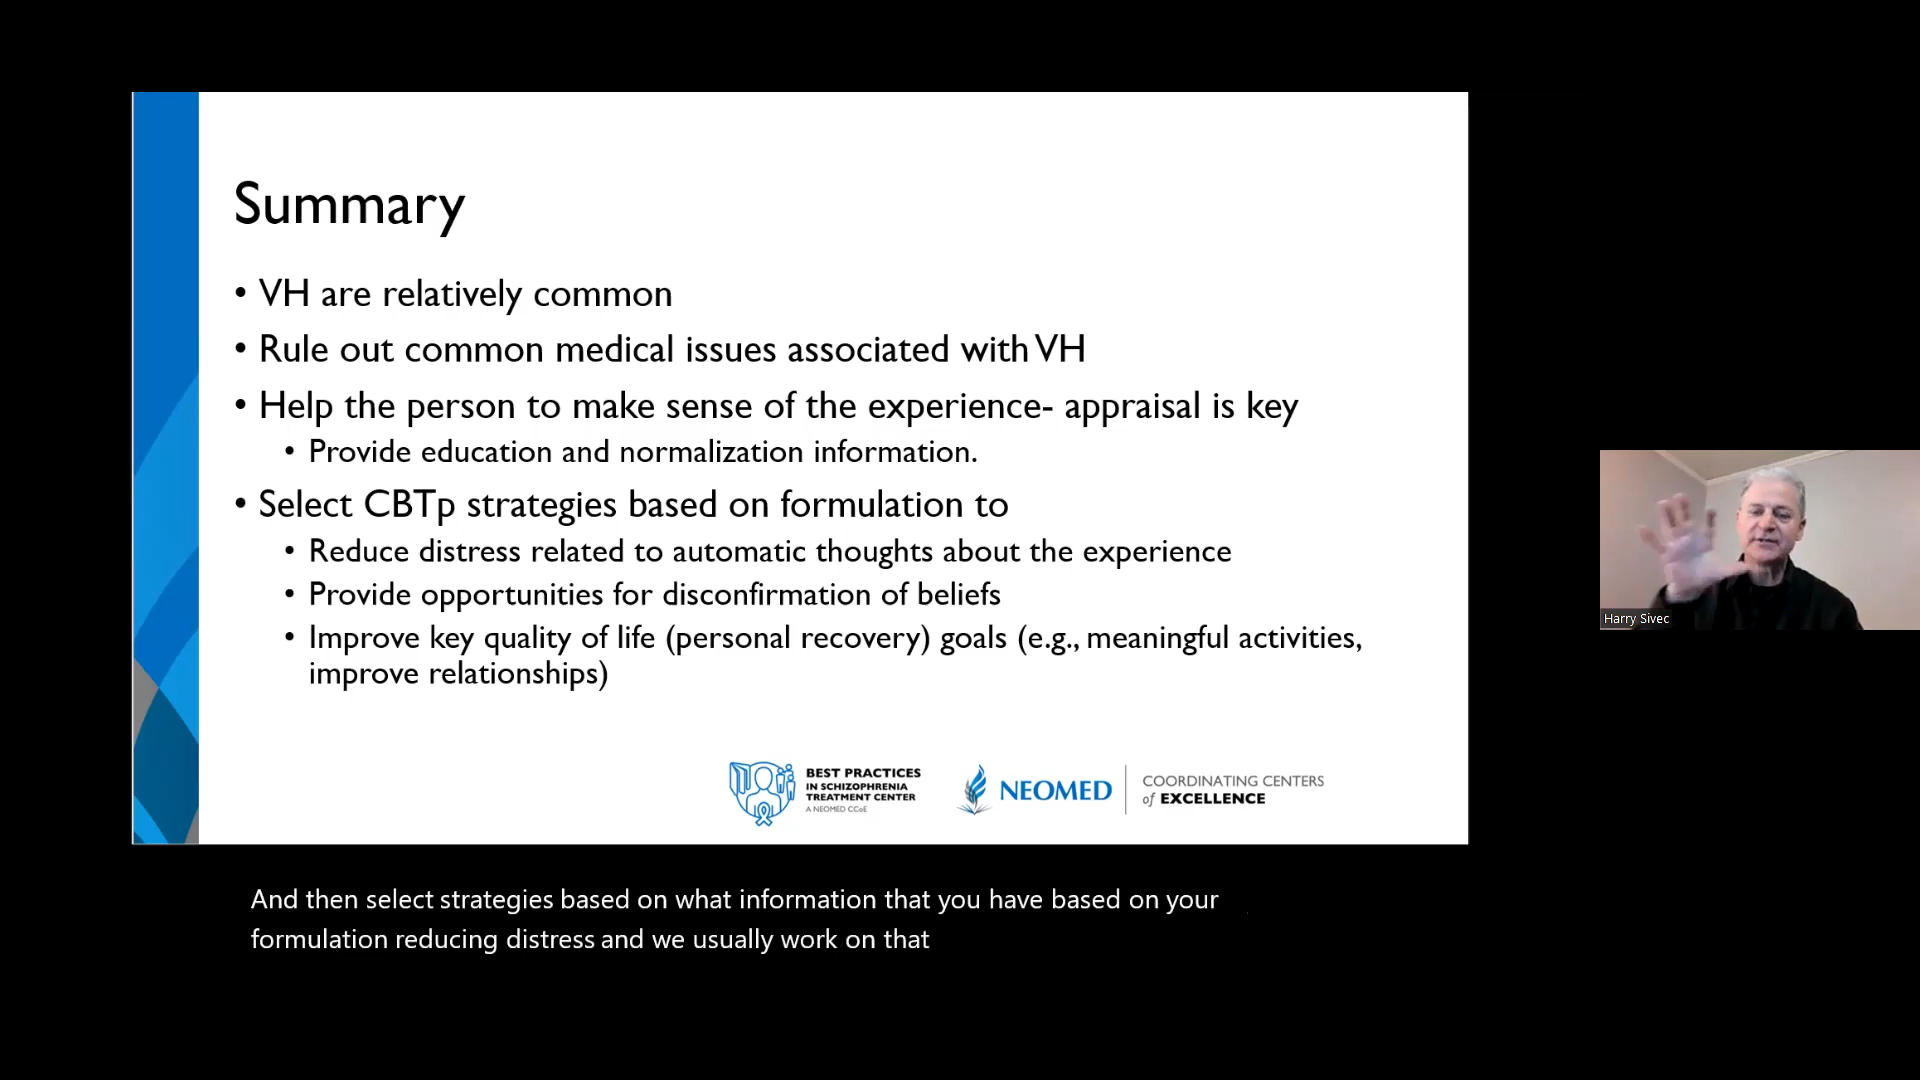 Summary
• VH are relatively common
• Rule out common medical issues associated with VH
• Help the person to make sense of the experience- appraisal is key
• Provide education and normalization information.
• Select CBTp strategies based on formulation to
• Reduce distress related to automatic thoughts about the experience
• Provide opportunities for disconfirmation of beliefs
• Improve key quality of life (personal recovery) goals (e.g., meaningful activities,
improve relationships)
BEST PRACTICES
IN SCHIZOPHRENIA
TREATMENT CENTER
A NEOMED CCoE
NEOMED
COORDINATING CENTERS
of EXCELLENCE
Harry Sivec
And then select strategies based on what information that you have based on your
formulation reducing distress and we usually work on that